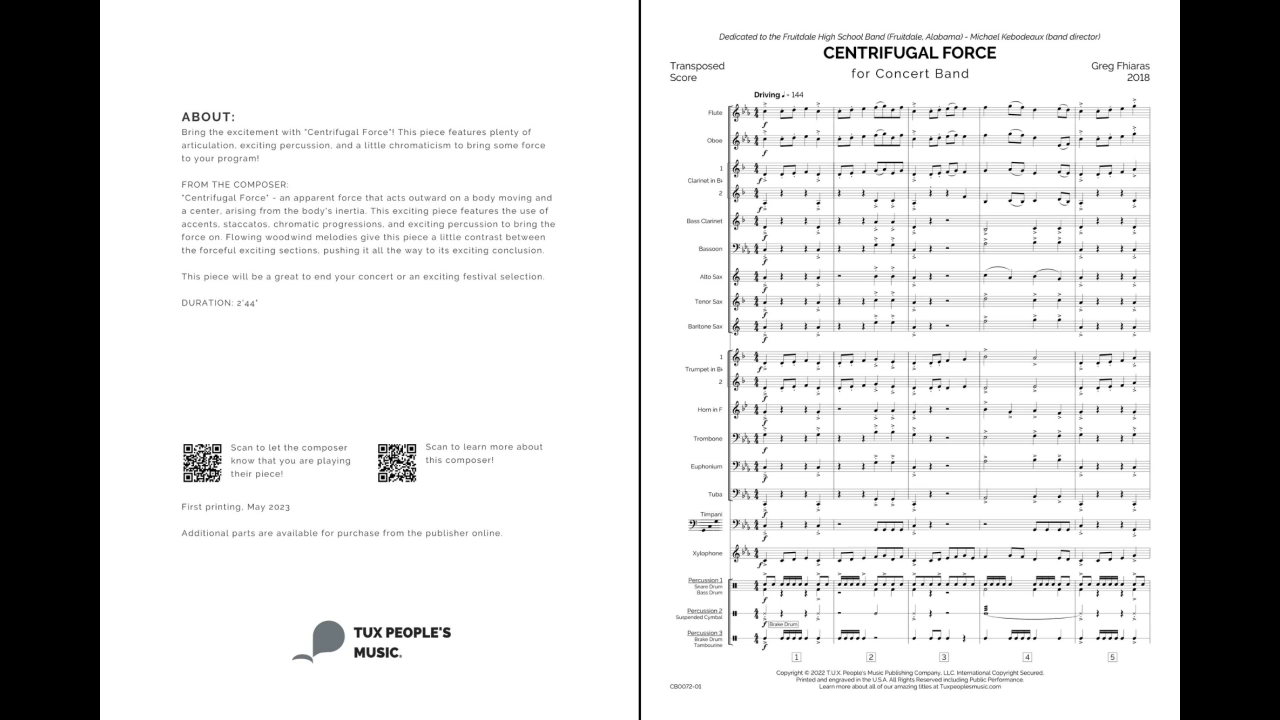 ABOUT:
Bring the excitement with "Centrifugal Force"! This piece features plenty of
articulation, exciting percussion, and a little chromaticism to bring some force
to your program!
FROM THE COMPOSER:
"Centrifugal Force" - an apparent force that acts outward on a body moving and
a center, arising from the body's inertia. This exciting piece features the use of
accents, staccatos, chromatic progressions, and exciting percussion to bring the
force on. Flowing woodwind melodies give this piece a little contrast between
the forceful exciting sections, pushing it all the way to its exciting conclusion.
This piece will be a great to end your concert or an exciting festival selection.
DURATION: 2'44"
Scan to let the composer
know that you are playing
their piece!
Scan to learn more about
this composer!
First printing, May 2023
Additional parts are available for purchase from the publisher online.
TUX PEOPLE'S
MUSIC.
Dedicated to the Fruitdale High School Band (Fruitdale, Alabama) - Michael Kebodeaux (band director)
CENTRIFUGAL FORCE
for Concert Band
Transposed
Score
Greg Fhiaras
2018
Driving ♩ = 144
Flute
Oboe
1
Clarinet in B♭
2
Bass Clarinet
Bassoon
Alto Sax
Tenor Sax
Baritone Sax
1
Trumpet in B♭
2
Horn in F
Trombone
Euphonium
Tuba
Timpani
Xylophone
Percussion 1
Snare Drum
Bass Drum
Percussion 2
Suspended Cymbal
Brake Drum
Percussion 3
Brake Drum
Tambourine
1 2 3 4 5
Copyright © 2022 T.U.X. People's Music Publishing Company, LLC. International Copyright Secured.
Printed and engraved in the U.S.A. All Rights Reserved including Public Performance.
Learn more about all of our amazing titles at Tuxpeoplesmusic.com
CB0072-01